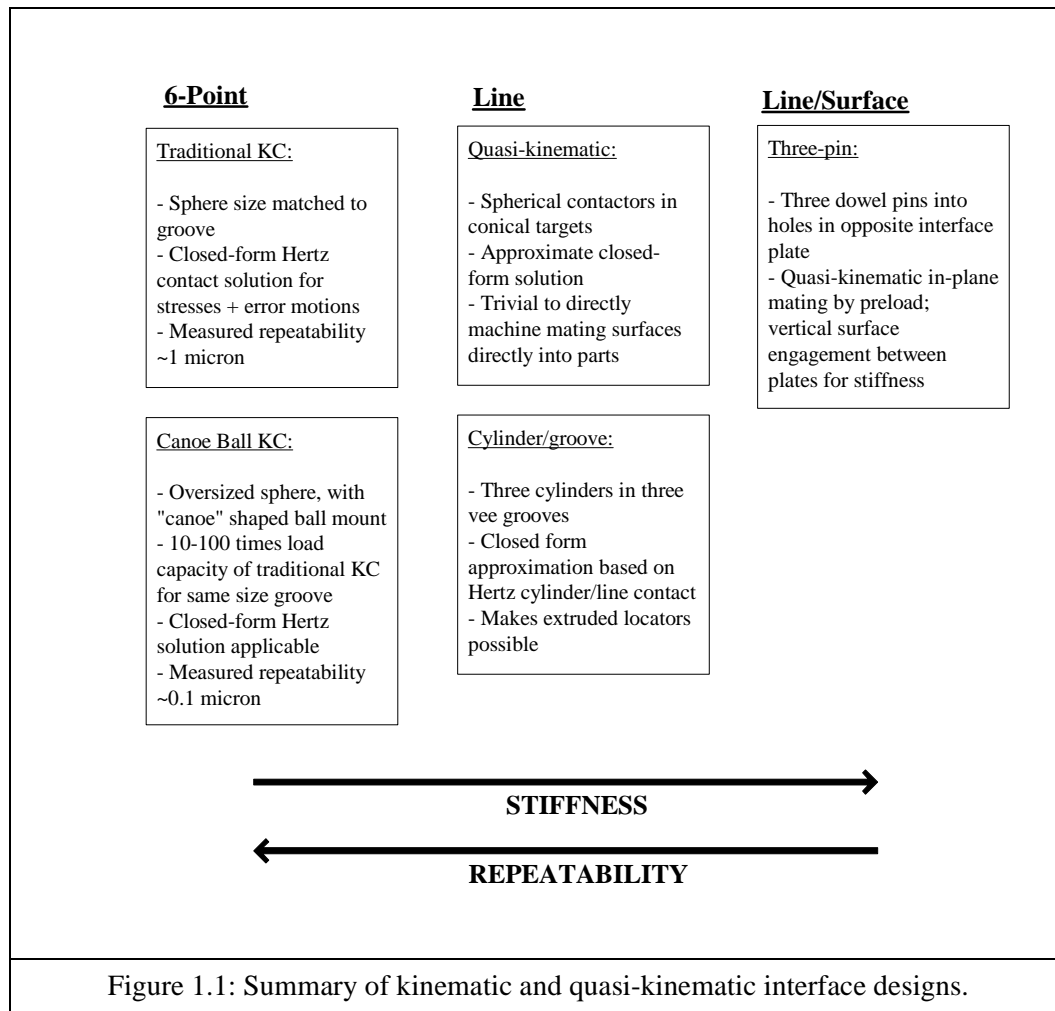 6-Point
Traditional KC:
- Sphere size matched to
groove
- Closed-form Hertz
contact solution for
stresses + error motions
- Measured repeatability
~1 micron
Canoe Ball KC:
- Oversized sphere, with
"canoe" shaped ball mount
- 10-100 times load
capacity of traditional KC
for same size groove
- Closed-form Hertz
solution applicable
- Measured repeatability
~0.1 micron
Line
Quasi-kinematic:
- Spherical contactors in
conical targets
- Approximate closed-
form solution
- Trivial to directly
machine mating surfaces
directly into parts
Cylinder/groove:
- Three cylinders in three
vee grooves
- Closed form
approximation based on
Hertz cylinder/line contact
- Makes extruded locators
possible
Line/Surface
Three-pin:
- Three dowel pins into
holes in opposite interface
plate
- Quasi-kinematic in-plane
mating by preload;
vertical surface
engagement between
plates for stiffness
STIFFNESS
REPEATABILITY
Figure 1.1: Summary of kinematic and quasi-kinematic interface designs.